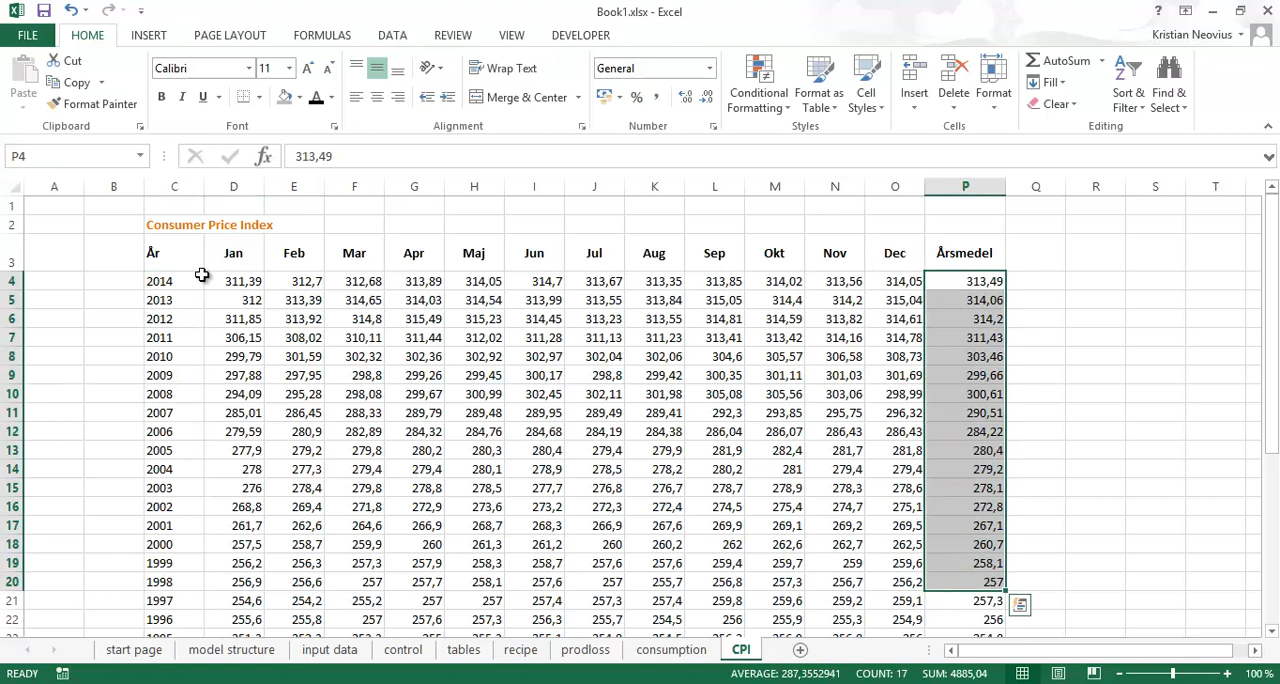 Book1.xlsx - Excel
FILE HOME INSERT PAGE LAYOUT FORMULAS DATA REVIEW VIEW DEVELOPER Kristian Neovius
Paste Cut Copy Format Painter Clipboard
Calibri 11 Font
Wrap Text Merge & Center Alignment
General Number
Conditional Formatting Format as Table Cell Styles Styles
Insert Delete Format Cells
AutoSum Fill Clear Sort & Filter Find & Select Editing
P4 fx 313,49
A B C D E F G H I J K L M N O P Q R S T
1
2 Consumer Price Index
3 År Jan Feb Mar Apr Maj Jun Jul Aug Sep Okt Nov Dec Årsmedel
4 2014 311,39 312,7 312,68 313,89 314,05 314,7 313,67 313,35 313,85 314,02 313,56 314,05 313,49
5 2013 312 313,39 314,65 314,03 314,54 313,99 313,55 313,84 315,05 314,4 314,2 315,04 314,06
6 2012 311,85 313,92 314,8 315,49 315,23 314,45 313,23 313,55 314,81 314,59 313,82 314,61 314,2
7 2011 306,15 308,02 310,11 311,44 312,02 311,28 311,13 311,23 313,41 313,42 314,16 314,78 311,43
8 2010 299,79 301,59 302,32 302,36 302,92 302,97 302,04 302,06 304,6 305,57 306,58 308,73 303,46
9 2009 297,88 297,95 298,8 299,26 299,45 300,17 298,8 299,42 300,35 301,11 301,03 301,69 299,66
10 2008 294,09 295,28 298,08 299,67 300,99 302,45 302,11 301,98 305,08 305,56 303,06 298,99 300,61
11 2007 285,01 286,45 288,33 289,79 289,48 289,95 289,49 289,41 292,3 293,85 295,75 296,32 290,51
12 2006 279,59 280,9 282,89 284,32 284,76 284,68 284,19 284,38 286,04 286,07 286,43 286,43 284,22
13 2005 277,9 279,2 279,8 280,2 280,3 280,4 279,4 279,9 281,9 282,4 281,7 281,8 280,4
14 2004 278 277,3 279,4 279,4 280,1 278,9 278,5 278,2 280,2 281 279,4 279,4 279,2
15 2003 276 278,4 279,8 278,8 278,5 277,7 276,8 276,7 278,7 278,9 278,3 278,6 278,1
16 2002 268,8 269,4 271,8 272,9 273,6 273,2 272,3 272,4 274,5 275,4 274,7 275,1 272,8
17 2001 261,7 262,6 264,6 266,9 268,7 268,3 266,9 267,6 269,9 269,1 269,2 269,5 267,1
18 2000 257,5 258,7 259,9 260 261,3 261,2 260 260,2 262 262,6 262,7 262,5 260,7
19 1999 256,2 256,3 257,3 257,9 258,3 258,7 257,6 257,6 259,4 259,7 259 259,6 258,1
20 1998 256,9 256,6 257 257,7 258,1 257,6 257 255,7 256,8 257,3 256,7 256,2 257
21 1997 254,6 254,2 255,2 257 257 257,4 257,3 257,4 259,8 259,6 259,2 259,1 257,3
22 1996 255,6 255,8 257 257,6 257,3 256,3 255,7 254,5 256 255,9 255,3 254,9 256
start page model structure input data control tables recipe prodloss consumption CPI
READY AVERAGE: 287,3552941 COUNT: 17 SUM: 4885,04 100 %